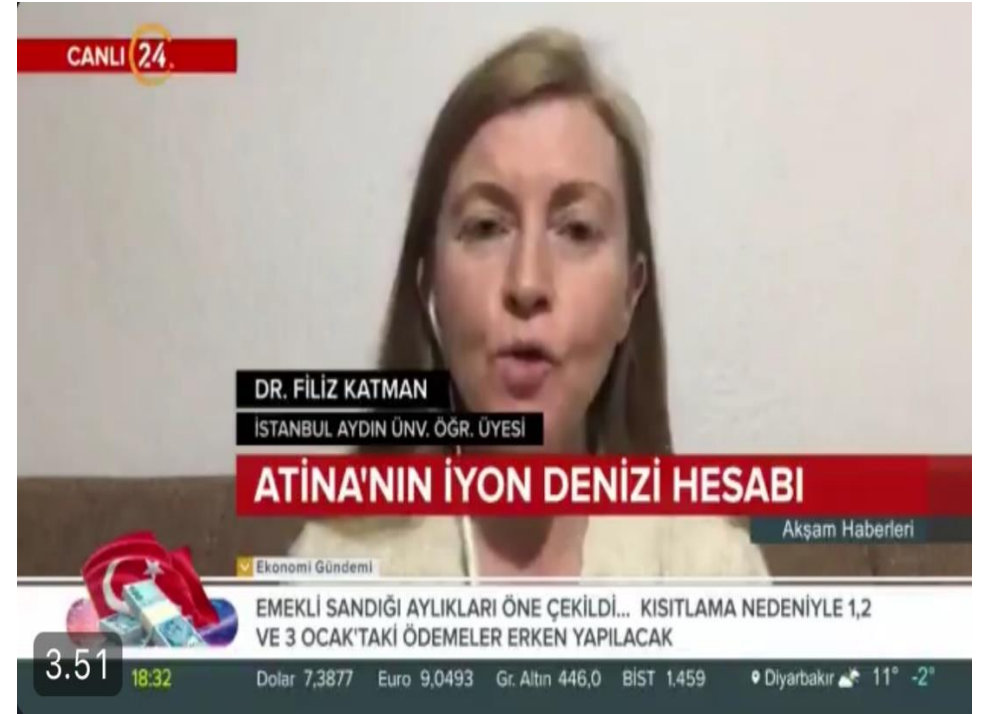 CANLI 24
DR. FİLİZ KATMAN
İSTANBUL AYDIN ÜNV. ÖĞR. ÜYESİ
ATİNA'NIN İYON DENİZİ HESABI
Akşam Haberleri
Ekonomi Gündemi
EMEKLİ SANDIĞI AYLIKLARI ÖNE ÇEKİLDİ... KISITLAMA NEDENİYLE 1,2
VE 3 OCAK'TAKİ ÖDEMELER ERKEN YAPILACAK
3.51
18:32 Dolar 7,3877 Euro 9,0493 Gr. Altın 446,0 BİST 1.459 Diyarbakır 11° -2°